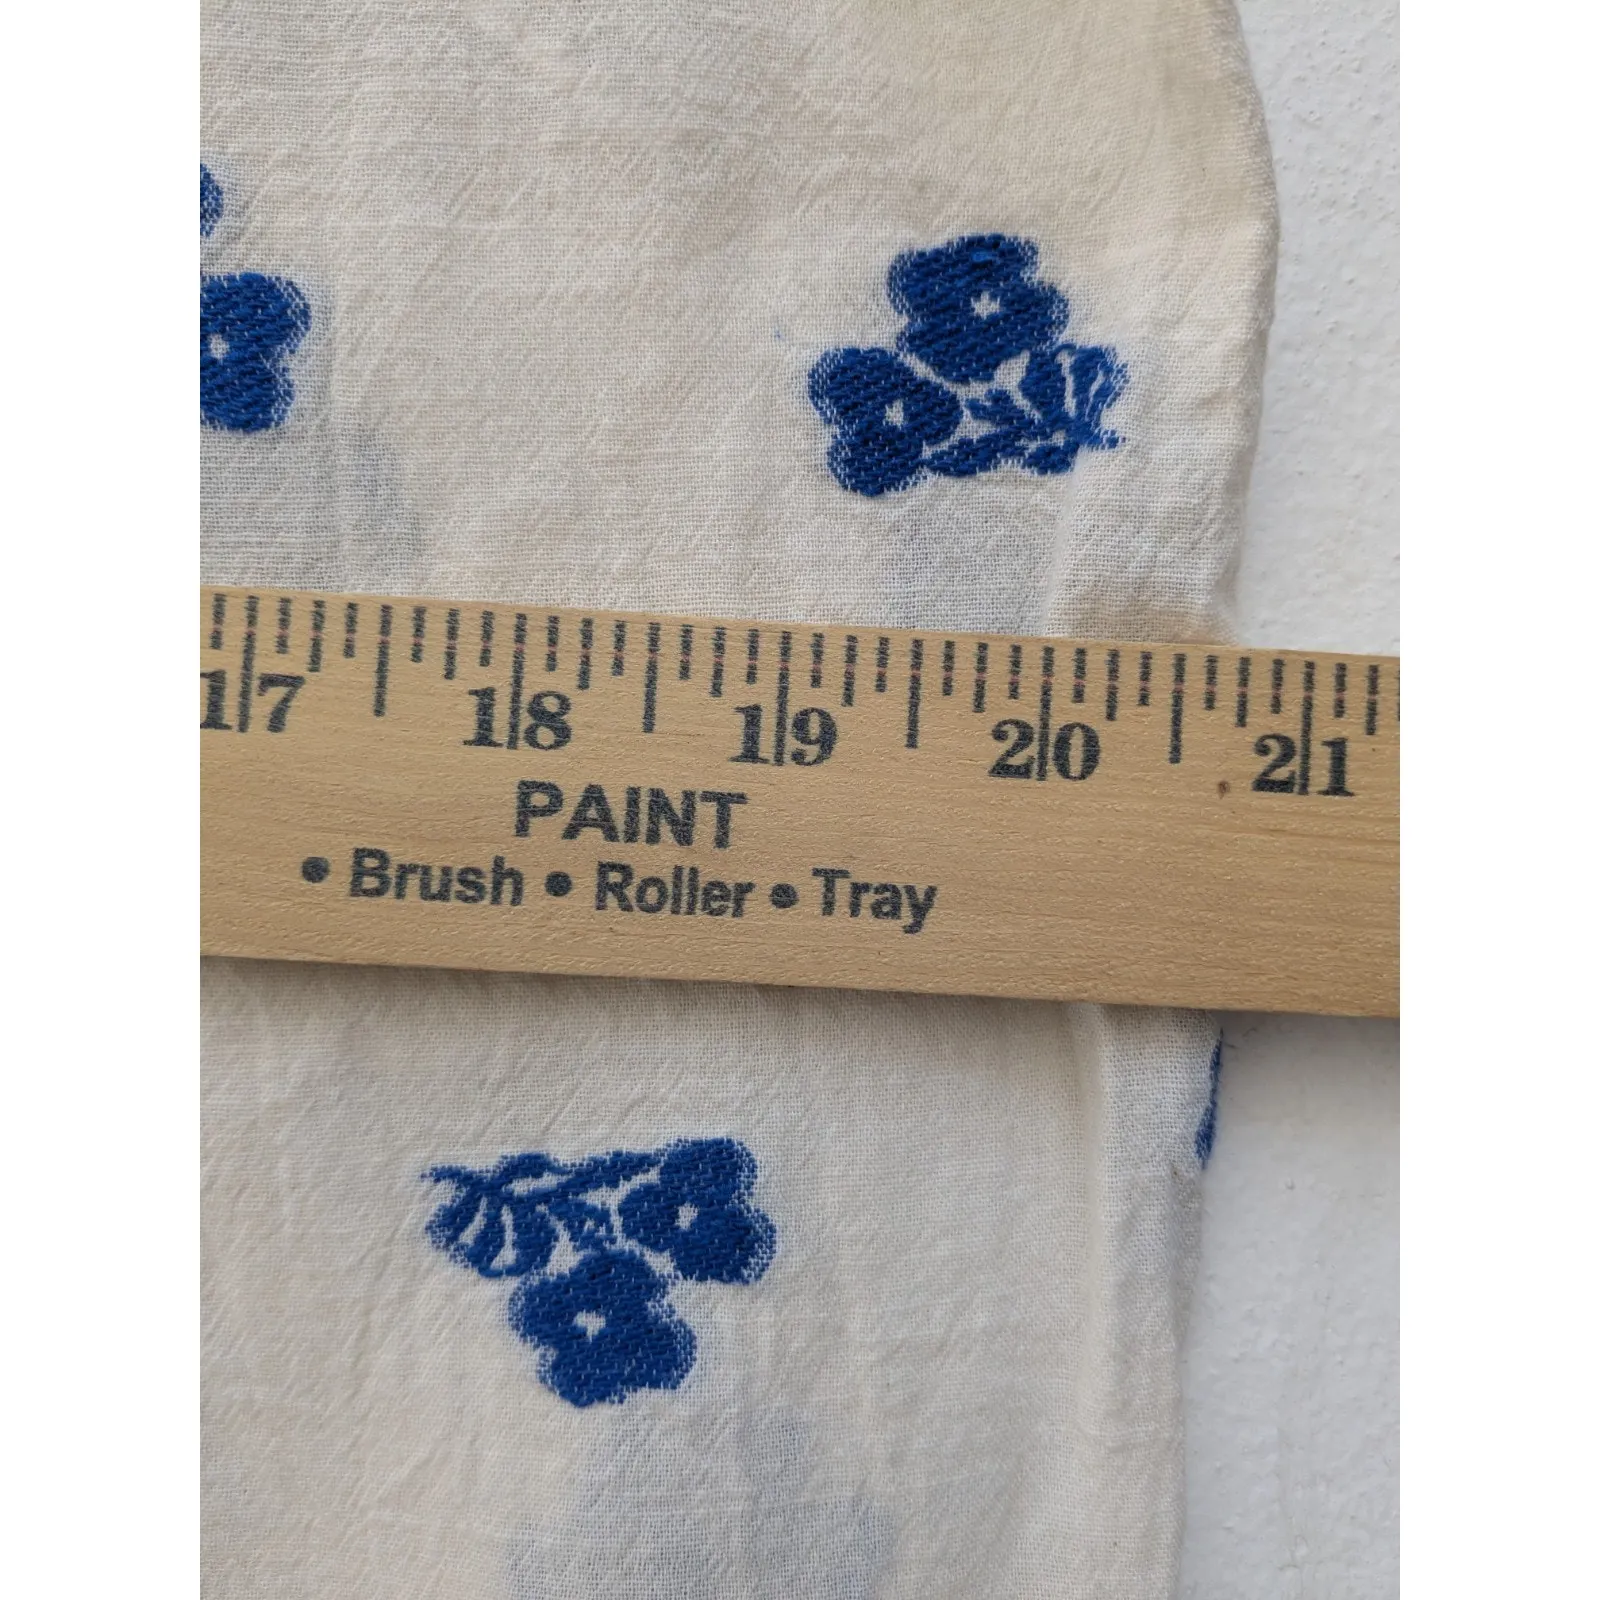 17 18 19 20 21
PAINT
• Brush • Roller • Tray